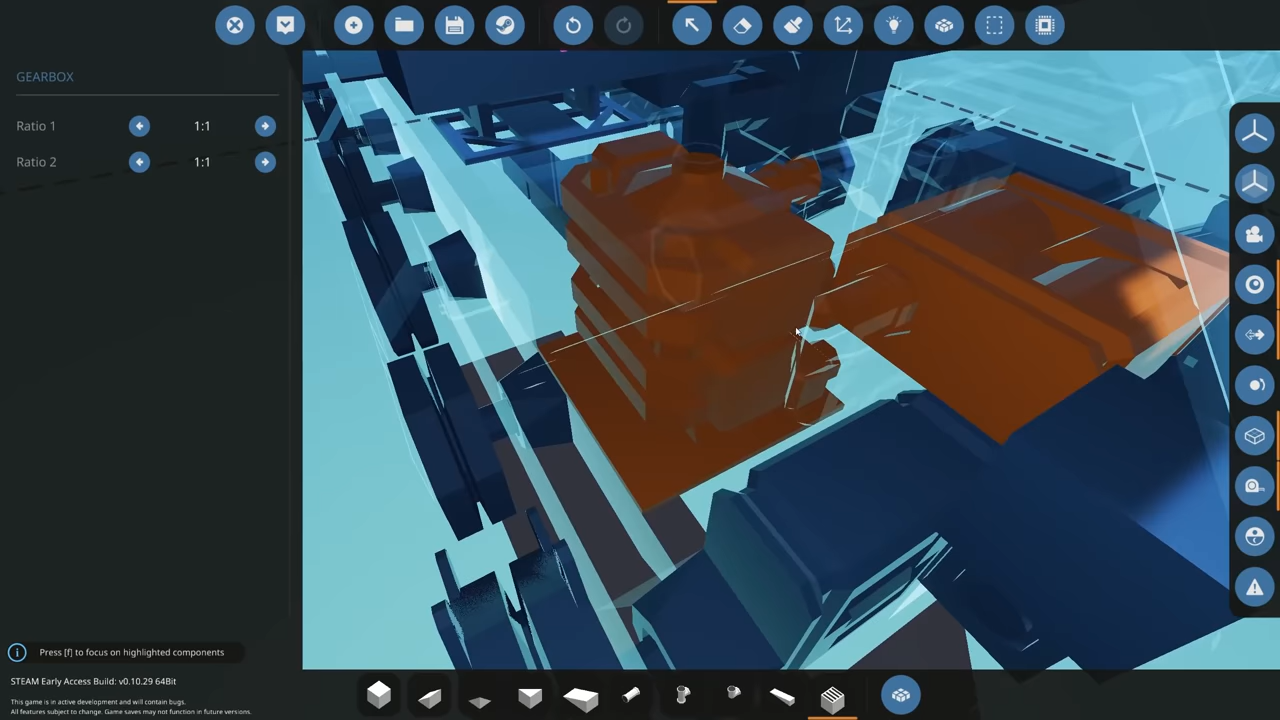 GEARBOX
Ratio 1 1:1
Ratio 2 1:1
Press [f] to focus on highlighted components
STEAM Early Access Build: v0.10.29 64Bit
This game is in active development and will contain bugs.
All features subject to change. Game saves may not function in future versions.